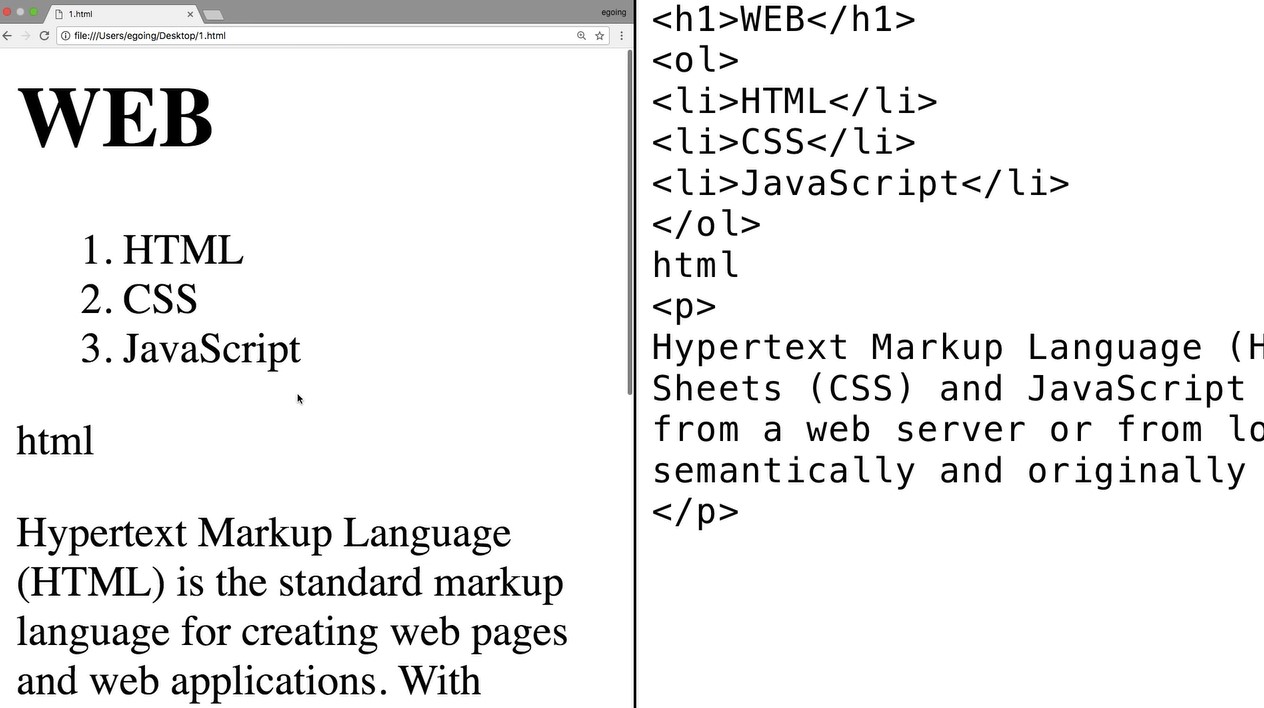 1.html
egoing
file:///Users/egoing/Desktop/1.html
WEB
1. HTML
2. CSS
3. JavaScript
html
Hypertext Markup Language
(HTML) is the standard markup
language for creating web pages
and web applications. With
<h1>WEB</h1>
<ol>
<li>HTML</li>
<li>CSS</li>
<li>JavaScript</li>
</ol>
html
<p>
Hypertext Markup Language (H
Sheets (CSS) and JavaScript
from a web server or from lo
semantically and originally
</p>